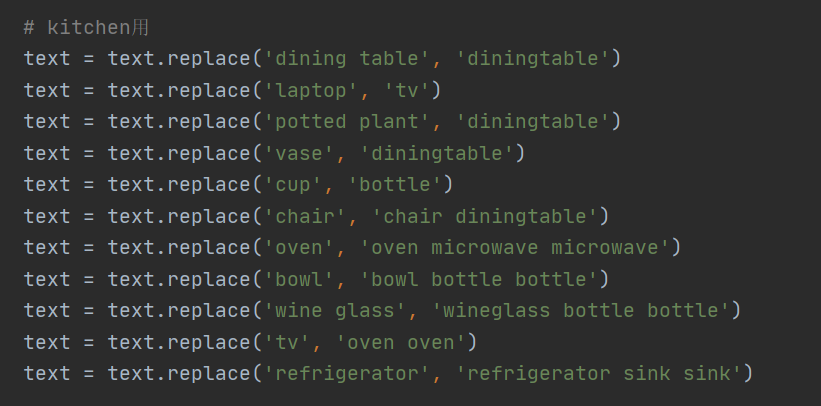 # kitchen用
text = text.replace('dining table', 'diningtable')
text = text.replace('laptop', 'tv')
text = text.replace('potted plant', 'diningtable')
text = text.replace('vase', 'diningtable')
text = text.replace('cup', 'bottle')
text = text.replace('chair', 'chair diningtable')
text = text.replace('oven', 'oven microwave microwave')
text = text.replace('bowl', 'bowl bottle bottle')
text = text.replace('wine glass', 'wineglass bottle bottle')
text = text.replace('tv', 'oven oven')
text = text.replace('refrigerator', 'refrigerator sink sink')